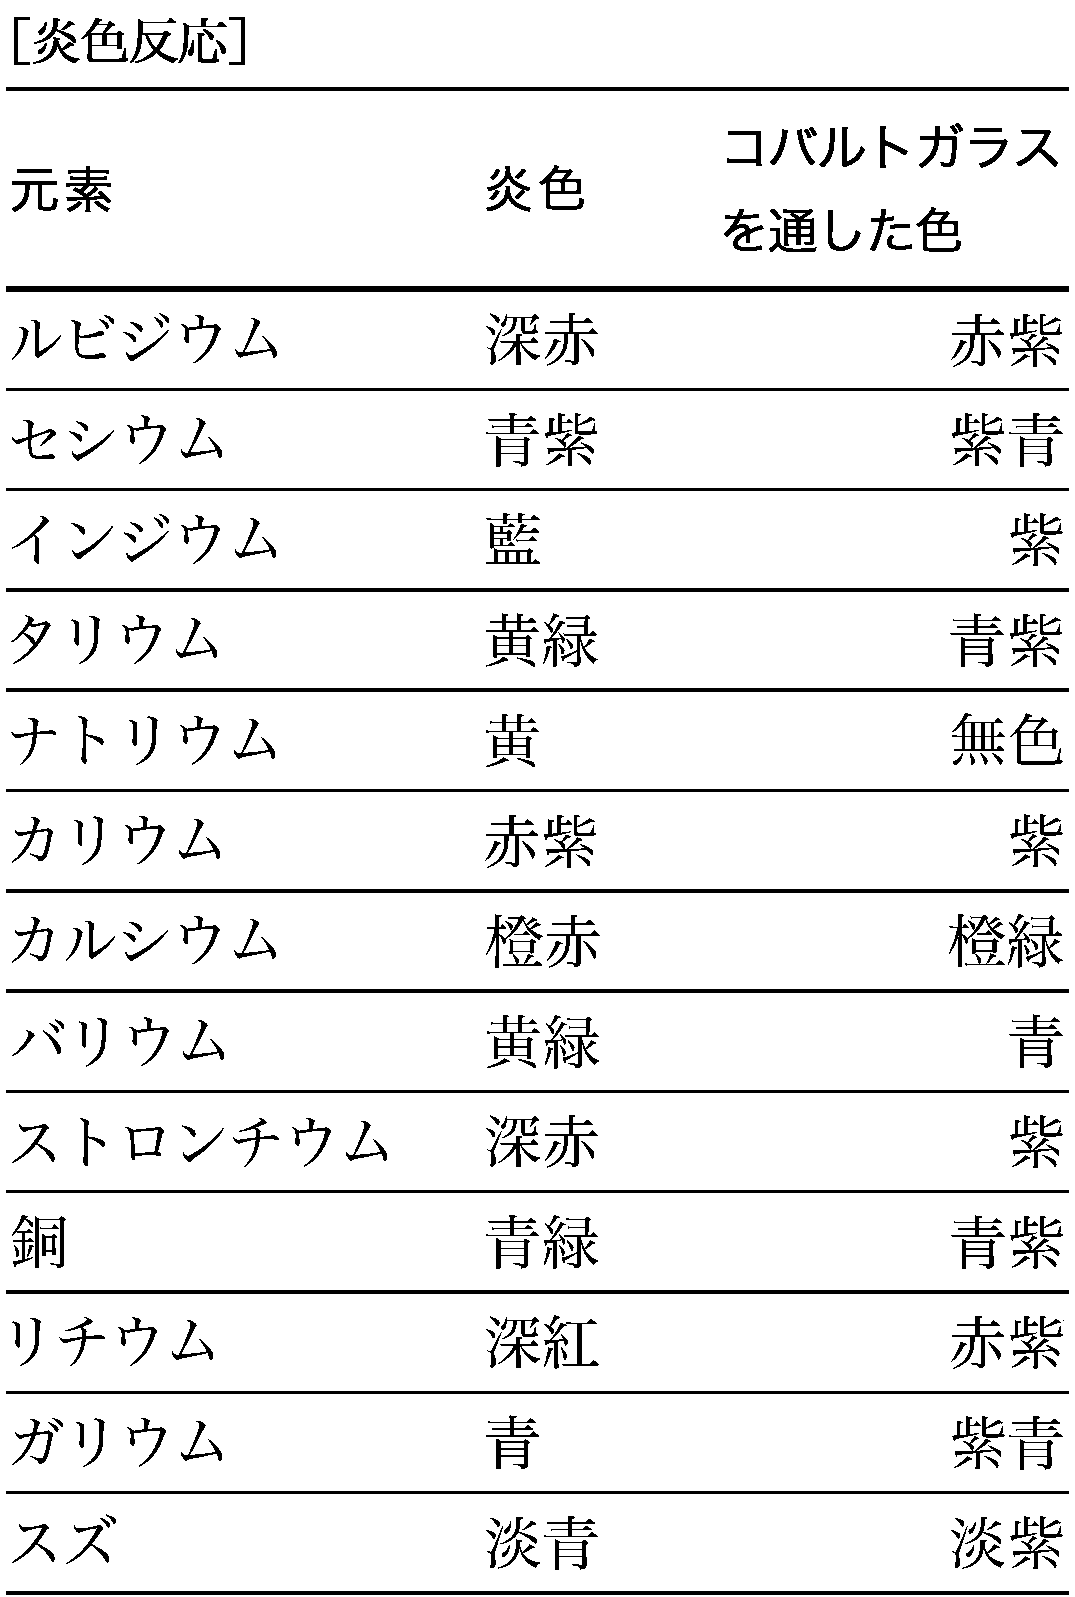 [炎色反応]
元素 炎色 コバルトガラス
を通した色
ルビジウム 深赤 赤紫
セシウム 青紫 紫青
インジウム 藍 紫
タリウム 黄緑 青紫
ナトリウム 黄 無色
カリウム 赤紫 紫
カルシウム 橙赤 橙緑
バリウム 黄緑 青
ストロンチウム 深赤 紫
銅 青緑 青紫
リチウム 深紅 赤紫
ガリウム 青 紫青
スズ 淡青 淡紫